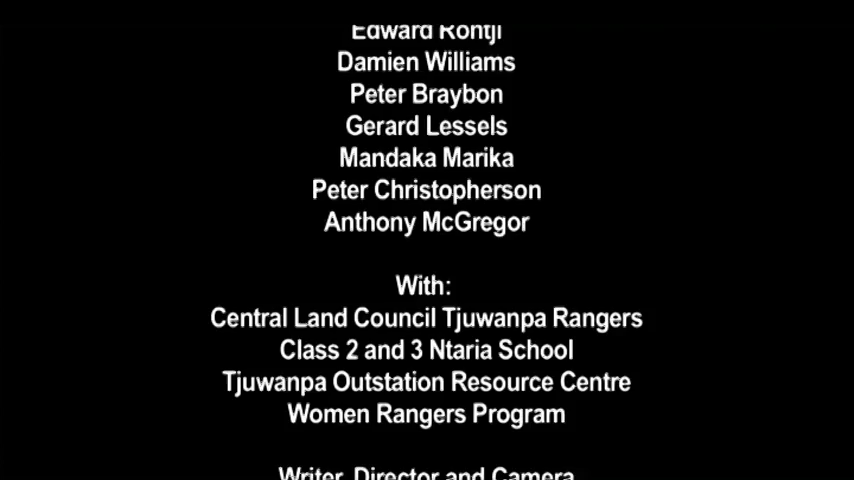 Edward Rontji
Damien Williams
Peter Braybon
Gerard Lessels
Mandaka Marika
Peter Christopherson
Anthony McGregor
With:
Central Land Council Tjuwanpa Rangers
Class 2 and 3 Ntaria School
Tjuwanpa Outstation Resource Centre
Women Rangers Program
Writer, Director and Camera